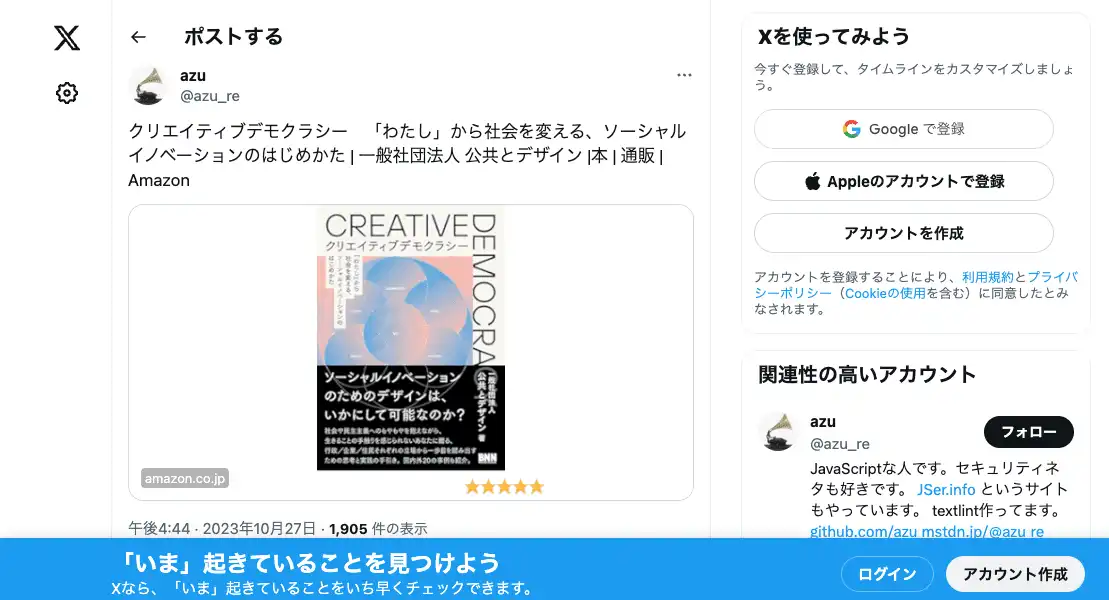 ポストする
azu
@azu_re
クリエイティブデモクラシー　「わたし」から社会を変える、ソーシャル
イノベーションのはじめかた | 一般社団法人 公共とデザイン |本 | 通販 |
Amazon
CREATIVE
DEMOCRA
クリエイティブデモクラシー
「わたし」から
社会を変える、
ソーシャルイノベーションの
はじめかた
ソーシャルイノベーション
のためのデザインは、
いかにして可能なのか?
一般社団法人
公共とデザイン 著
社会や民主主義へのもやもやを抱えながら、
生きることの手触りを感じられないあなたに贈る、
行政/企業/住民それぞれの立場から一歩目を踏み出す
ための思考と実践の手引き。国内外20の事例も紹介。
BNN
amazon.co.jp
午後4:44 · 2023年10月27日 · 1,905 件の表示
Xを使ってみよう
今すぐ登録して、タイムラインをカスタマイズしましょ
う。
Google で登録
Appleのアカウントで登録
アカウントを作成
アカウントを登録することにより、利用規約とプライバ
シーポリシー（Cookieの使用を含む）に同意したとみ
なされます。
関連性の高いアカウント
azu
@azu_re
フォロー
JavaScriptな人です。セキュリティネ
タも好きです。 JSer.info というサイト
もやっています。 textlint作ってます。
github.com/azu mstdn.jp/@azu_re
「いま」起きていることを見つけよう
Xなら、「いま」起きていることをいち早くチェックできます。
ログイン
アカウント作成